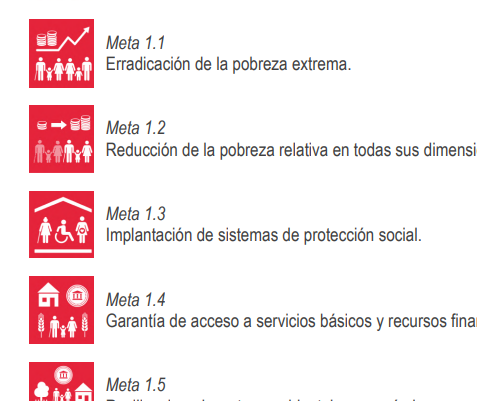 Meta 1.1
Erradicación de la pobreza extrema.
Meta 1.2
Reducción de la pobreza relativa en todas sus
Meta 1.3
Implantación de sistemas de protección social.
Meta 1.4
Garantía de acceso a servicios básicos y recursos
Meta 1.5